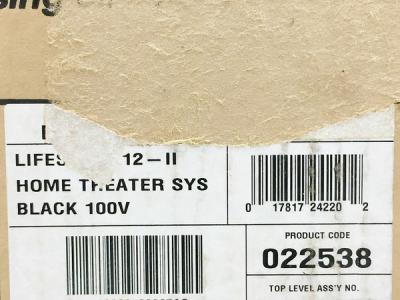 LIFES 12-II
HOME THEATER SYS
BLACK 100V
0 17817 24220 2
PRODUCT CODE
022538
TOP LEVEL ASS'Y NO.